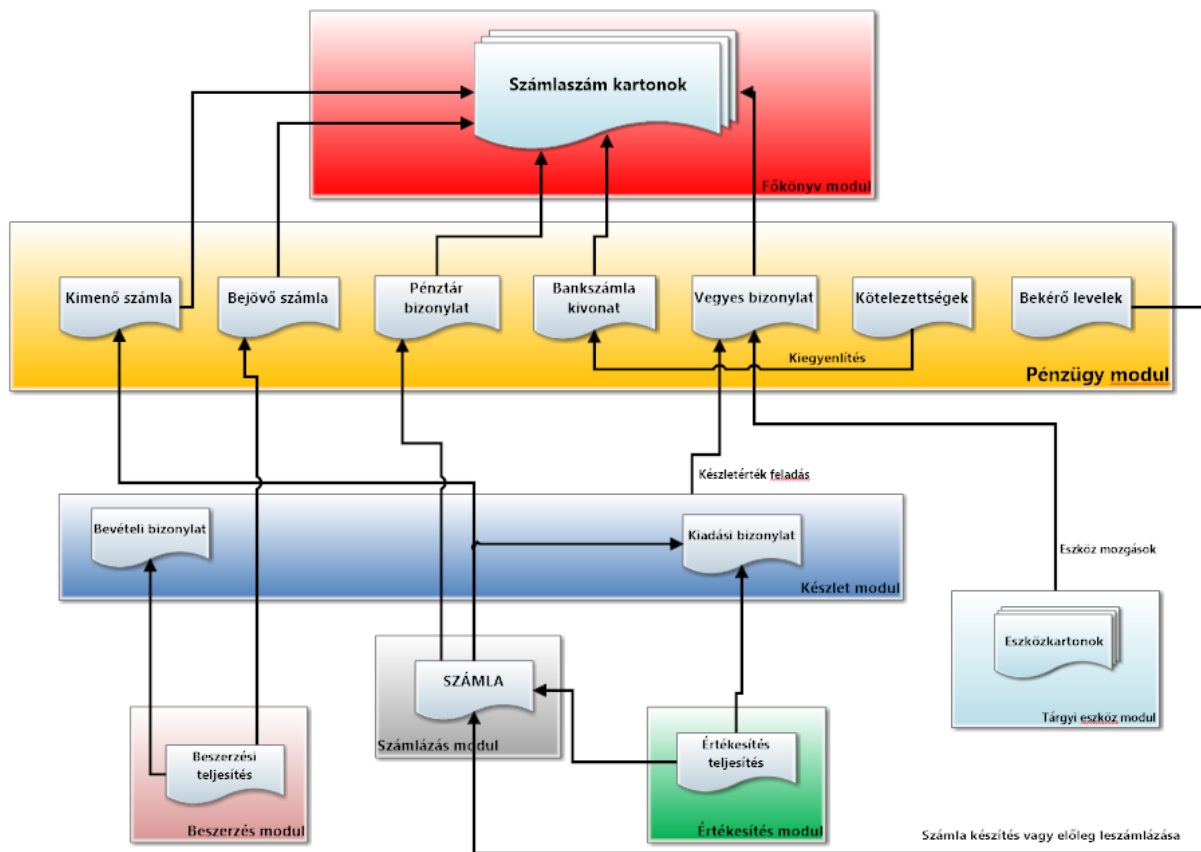 Számlaszám kartonok
Főkönyv modul
Kimenő számla
Bejövő számla
Pénztár
bizonylat
Bankszámla
kivonat
Vegyes bizonylat
Kötelezettségek
Bekérő levelek
Kiegyenlítés
Pénzügy modul
Készletérték feladás
Bevételi bizonylat
Kiadási bizonylat
Készlet modul
Eszköz mozgások
Eszközkartonok
Tárgyi eszköz modul
SZÁMLA
Számlázás modul
Beszerzési
teljesítés
Beszerzés modul
Értékesítés
teljesítés
Értékesítés modul
Számla készítés vagy előleg leszámlázása